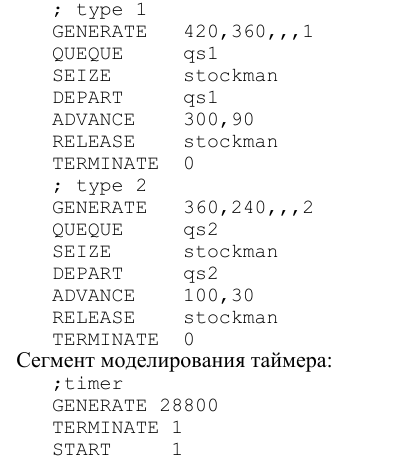 ; type 1
GENERATE 420,360,,,1
QUEQUE qs1
SEIZE stockman
DEPART qs1
ADVANCE 300,90
RELEASE stockman
TERMINATE 0
; type 2
GENERATE 360,240,,,2
QUEQUE qs2
SEIZE stockman
DEPART qs2
ADVANCE 100,30
RELEASE stockman
TERMINATE 0
Сегмент моделирования таймера:
;timer
GENERATE 28800
TERMINATE 1
START 1